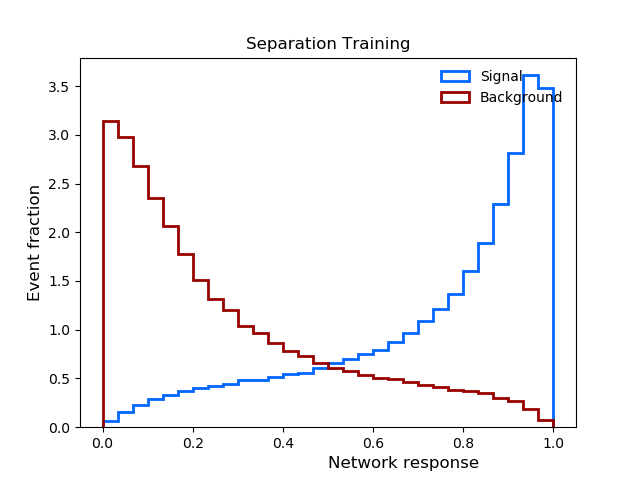 Separation Training
Signal
Background
Event fraction
3.5
3.0
2.5
2.0
1.5
1.0
0.5
0.0
0.0 0.2 0.4 0.6 0.8 1.0
Network response